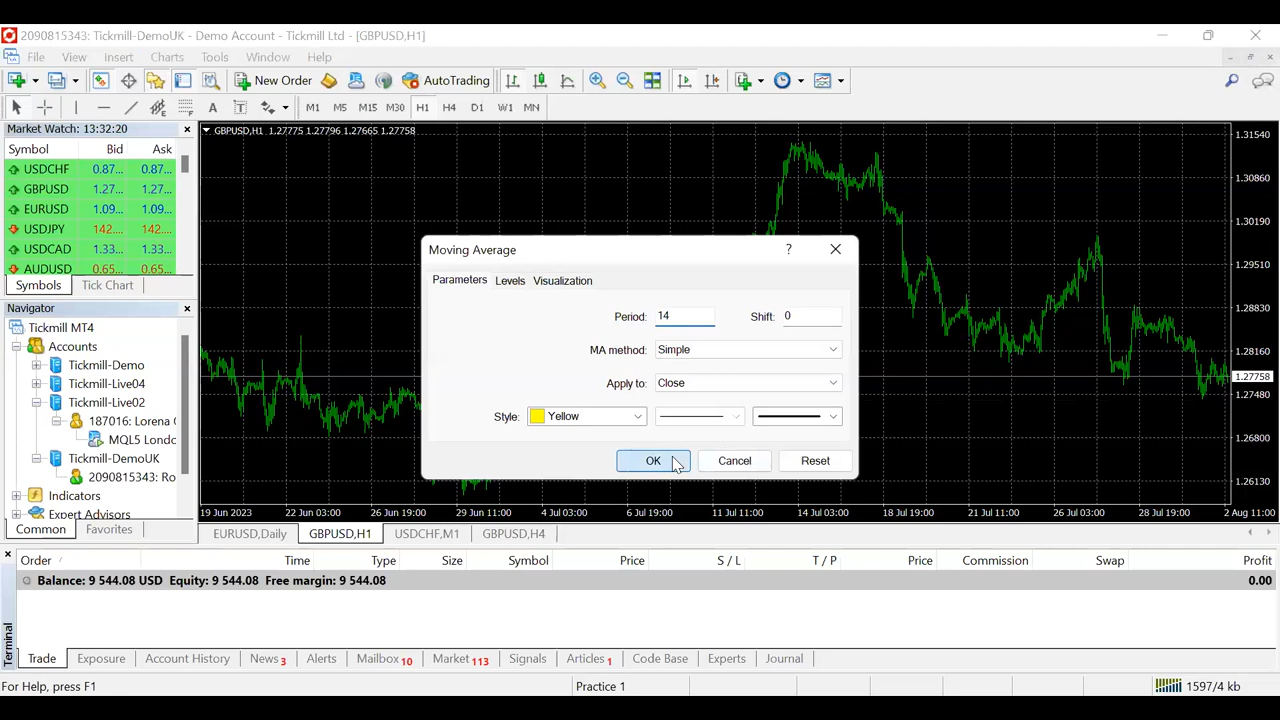 2090815343: Tickmill-DemoUK - Demo Account - Tickmill Ltd - [GBPUSD,H1]
File View Insert Charts Tools Window Help
New Order AutoTrading
A T M1 M5 M15 M30 H1 H4 D1 W1 MN
Market Watch: 13:32:20
Symbol Bid Ask
USDCHF 0.87... 0.87...
GBPUSD 1.27... 1.27...
EURUSD 1.09... 1.09...
USDJPY 142... 142...
USDCAD 1.33... 1.33...
AUDUSD 0.65... 0.65...
Symbols Tick Chart
Navigator
Tickmill MT4
Accounts
Tickmill-Demo
Tickmill-Live04
Tickmill-Live02
187016: Lorena
MQL5 Londo
Tickmill-DemoUK
2090815343: Ro
Indicators
Expert Advisors
Common Favorites
GBPUSD,H1 1.27775 1.27796 1.27665 1.27758
1.31540
1.30860
1.30190
1.29510
1.28830
1.28160
1.27758
1.26800
1.26130
Moving Average ?
Parameters Levels Visualization
Period: 14 Shift: 0
MA method: Simple
Apply to: Close
Style: Yellow
OK Cancel Reset
19 Jun 2023 22 Jun 03:00 26 Jun 19:00 29 Jun 11:00 4 Jul 03:00 6 Jul 19:00 11 Jul 11:00 14 Jul 03:00 18 Jul 19:00 21 Jul 11:00 26 Jul 03:00 28 Jul 19:00 2 Aug 11:00
EURUSD,Daily GBPUSD,H1 USDCHF,M1 GBPUSD,H4
Order / Time Type Size Symbol Price S / L T / P Price Commission Swap Profit
Balance: 9 544.08 USD Equity: 9 544.08 Free margin: 9 544.08 0.00
Terminal
Trade Exposure Account History News 3 Alerts Mailbox 10 Market 113 Signals Articles 1 Code Base Experts Journal
For Help, press F1 Practice 1 1597/4 kb